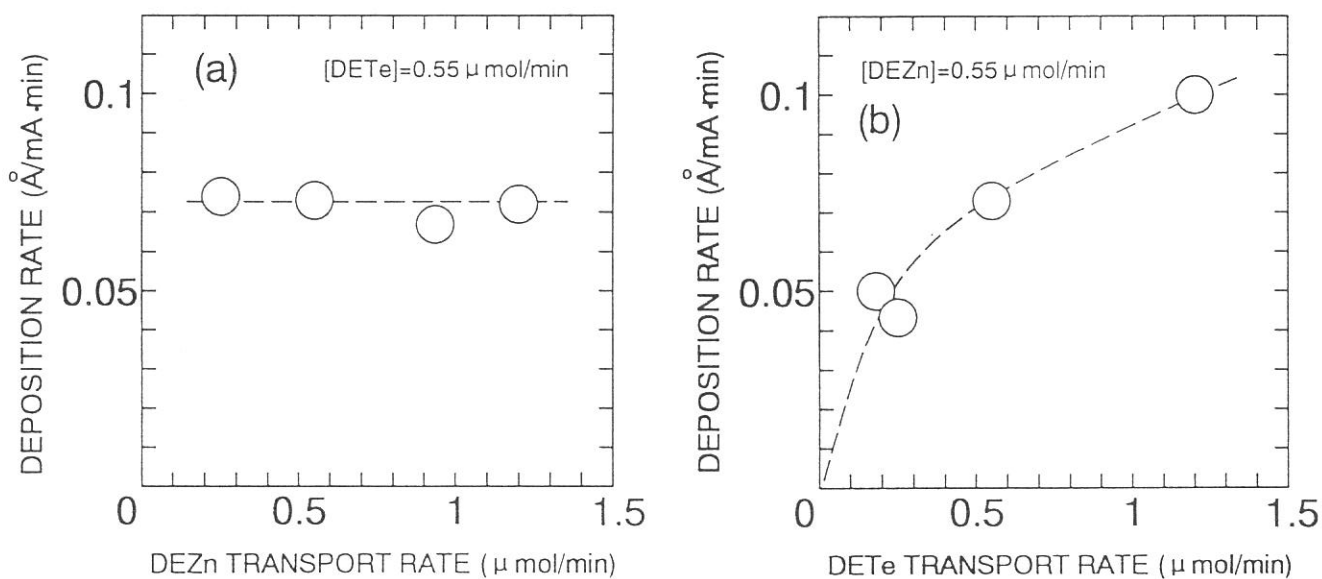 (a)
[DETe]=0.55 μ mol/min
0.1
0.05
0
0.5
1
1.5
DEPOSITION RATE (Å/mA·min)
DEZn TRANSPORT RATE (μ mol/min)
[DEZn]=0.55 μ mol/min
(b)
0.1
0.05
0
0.5
1
1.5
DEPOSITION RATE (Å/mA·min)
DETe TRANSPORT RATE (μ mol/min)